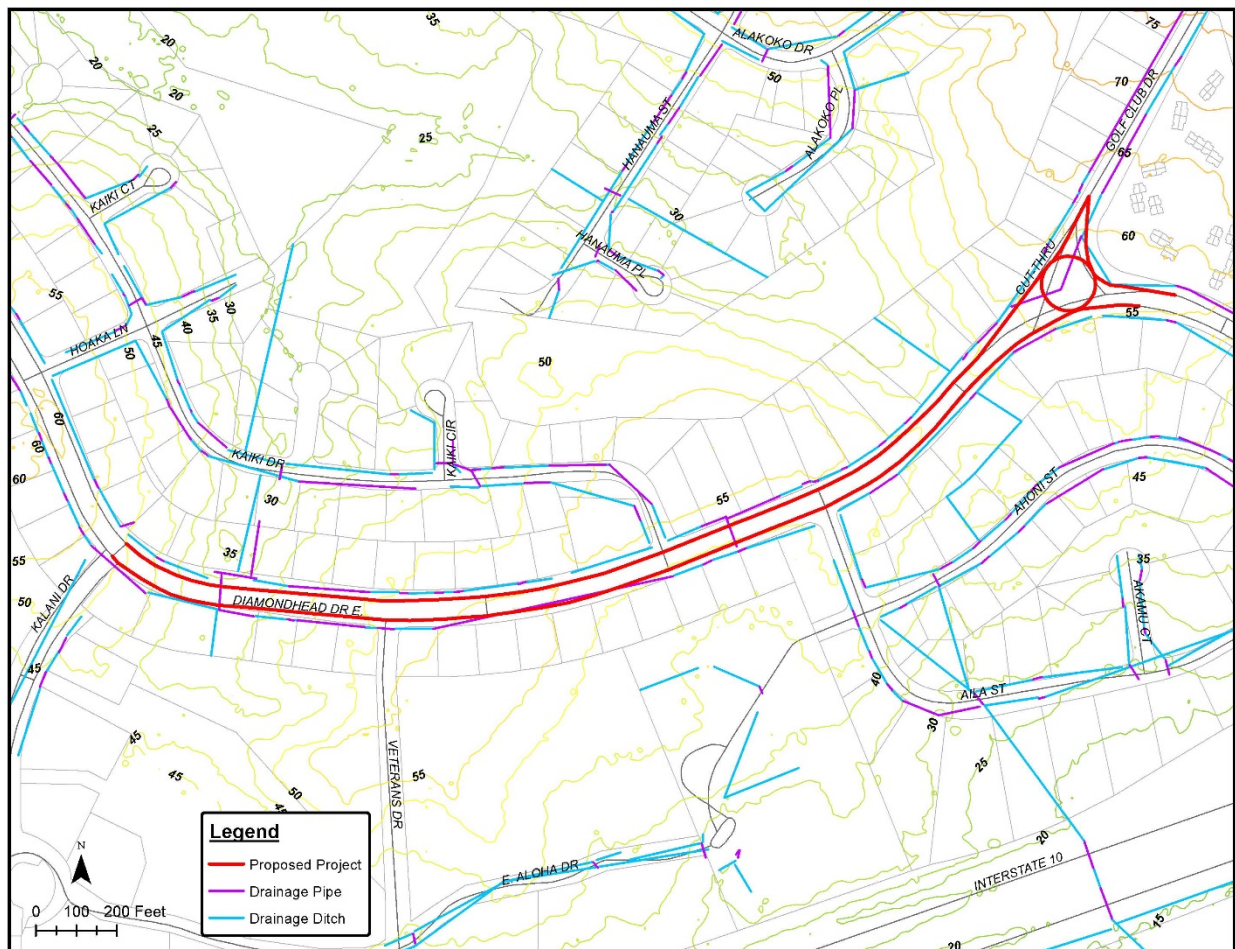 35
20
ALAKOKO DR
75
20
50
20
70
GOLF CLUB DR
25
25
HANAUMA ST
ALAKOKO PL
65
KAIKI CT
30
60
HANAUMA PL
CUT-THRU
55
30
35
40
45
HOAKA LN
50
55
50
60
60
KAIKI DR
KAIKI CIR
60
30
55
AHONI ST
45
55
35
35
50
KALANI DR
DIAMONDHEAD DR E.
AKAMU CT
45
40
AILA ST
30
45
25
45
50
55
VETERANS DR
45
Legend
Proposed Project
Drainage Pipe
Drainage Ditch
N
0 100 200 Feet
E. ALOHA DR
20
INTERSTATE 10
15
20